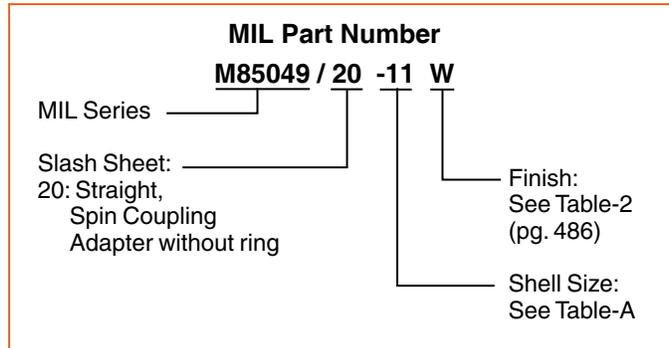 MIL Part Number
M85049 / 20 -11 W
MIL Series
Slash Sheet:
20: Straight,
Spin Coupling
Adapter without ring
Finish:
See Table-2
(pg. 486)
Shell Size:
See Table-A